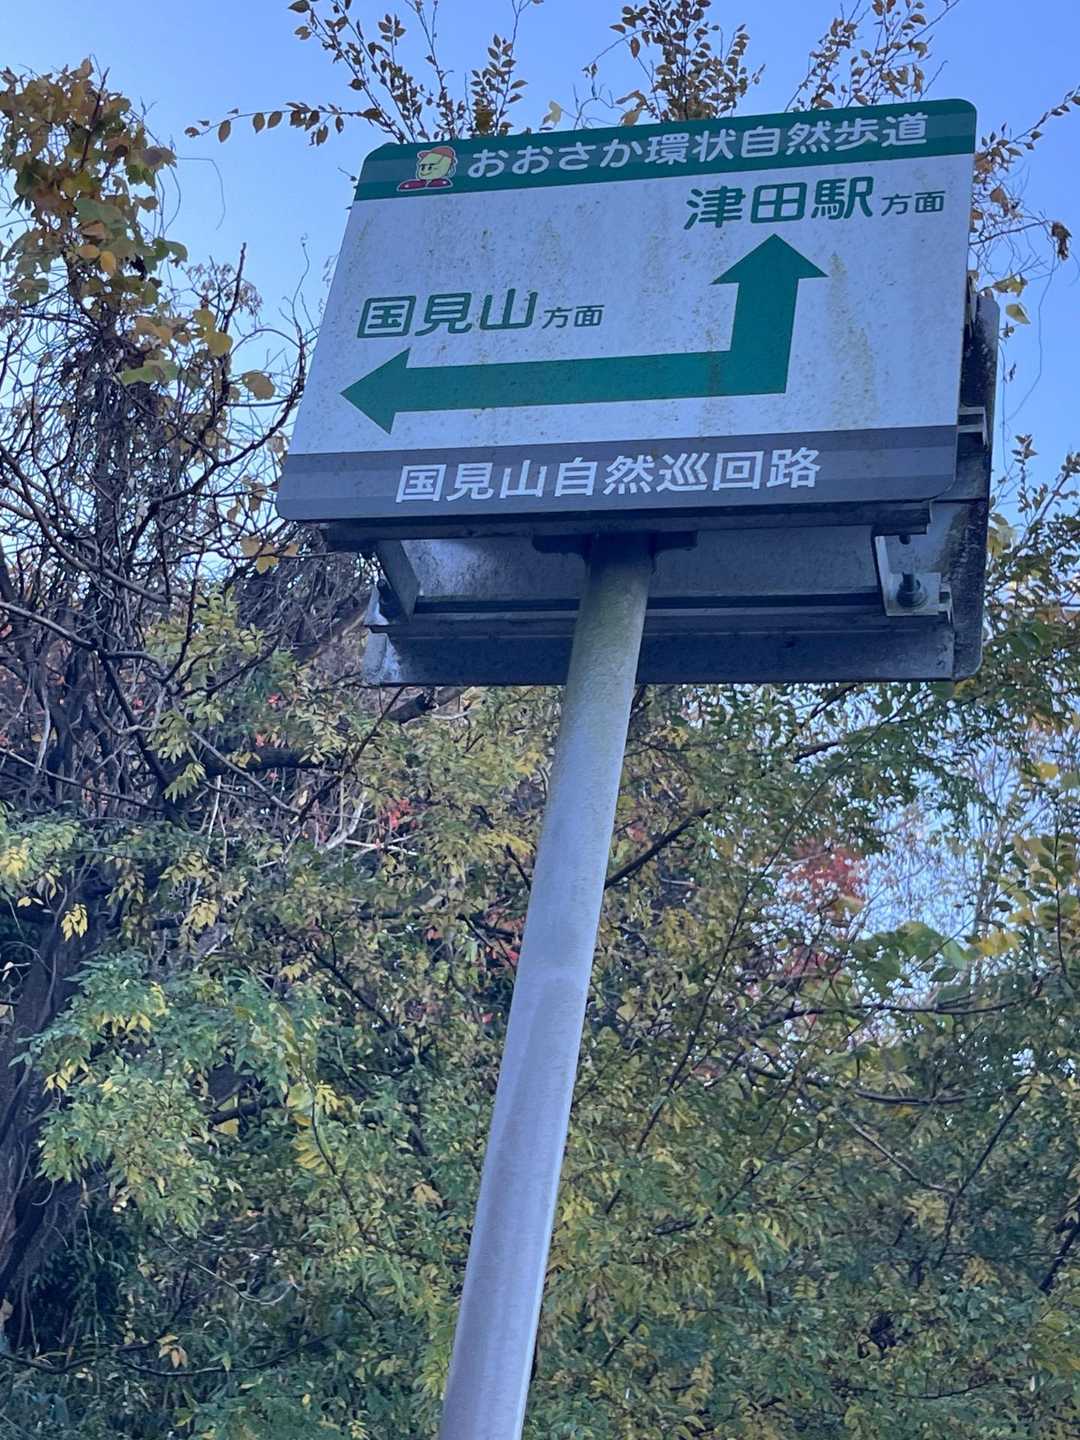 おおさか環状自然歩道
津田駅方面
国見山方面
国見山自然巡回路